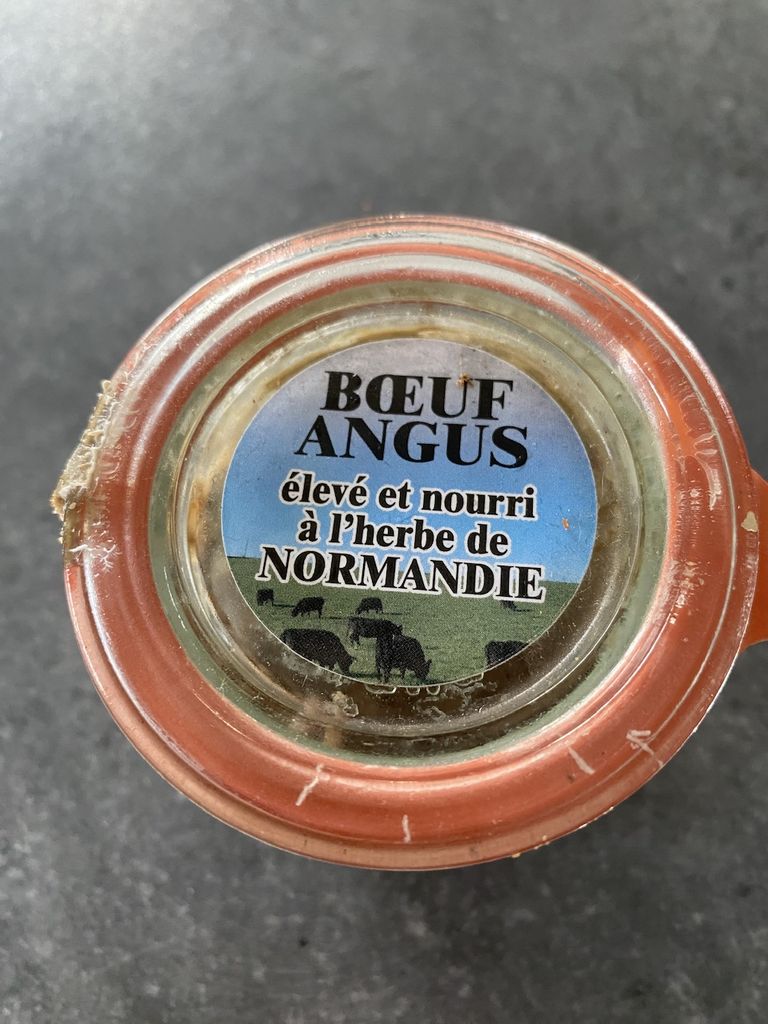 BŒUF
ANGUS
élevé et nourri
à l'herbe de
NORMANDIE